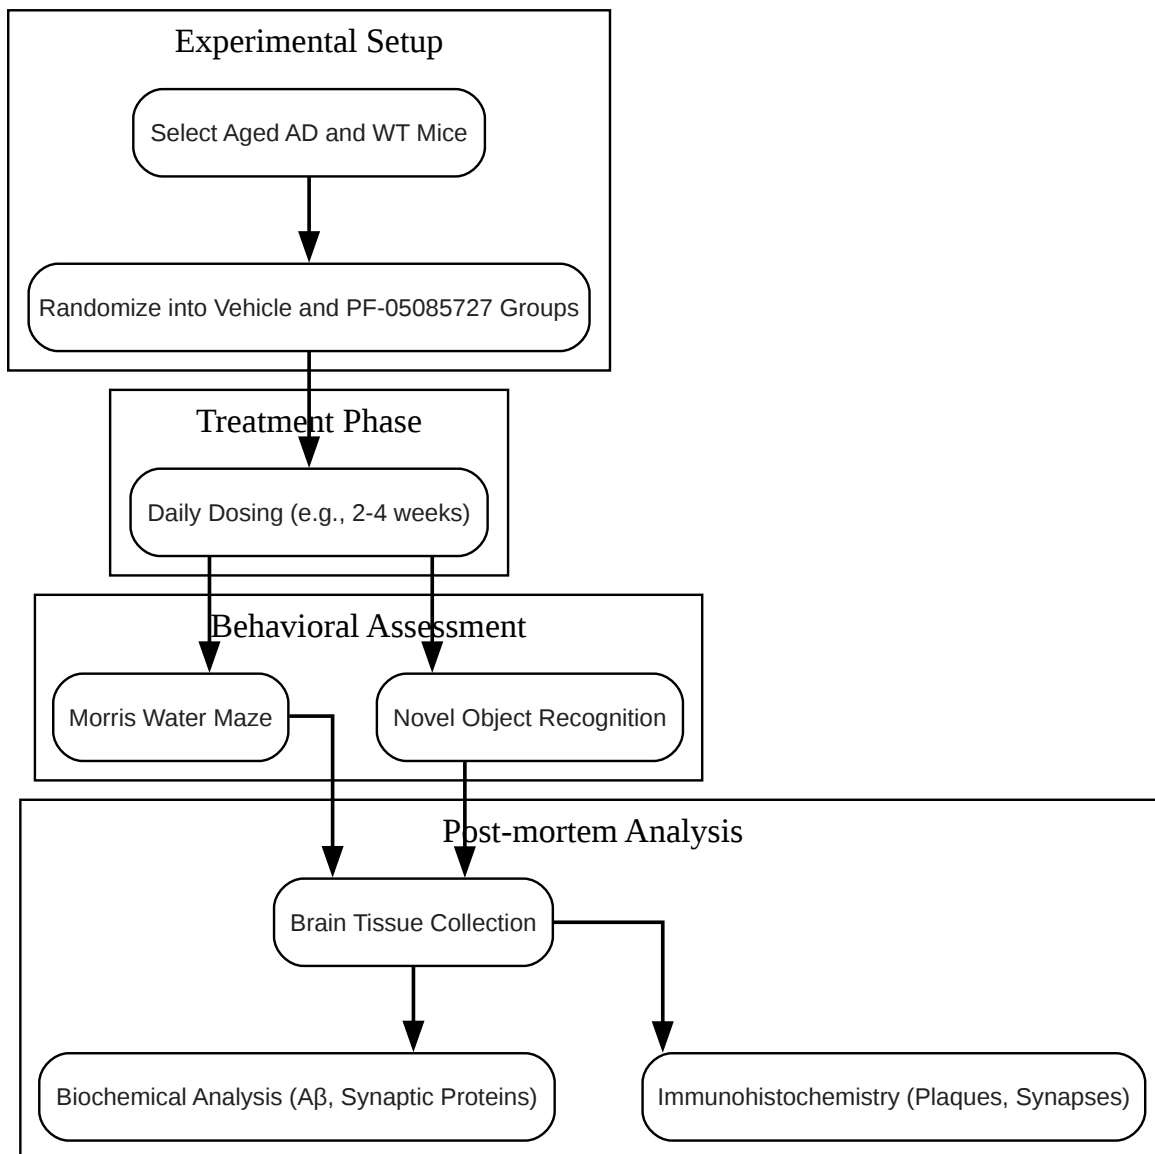 Experimental Setup
Select Aged AD and WT Mice
Randomize into Vehicle and PF-05085727 Groups
Treatment Phase
Daily Dosing (e.g., 2-4 weeks)
Behavioral Assessment
Morris Water Maze
Novel Object Recognition
Post-mortem Analysis
Brain Tissue Collection
Biochemical Analysis (Aβ, Synaptic Proteins)
Immunohistochemistry (Plaques, Synapses)